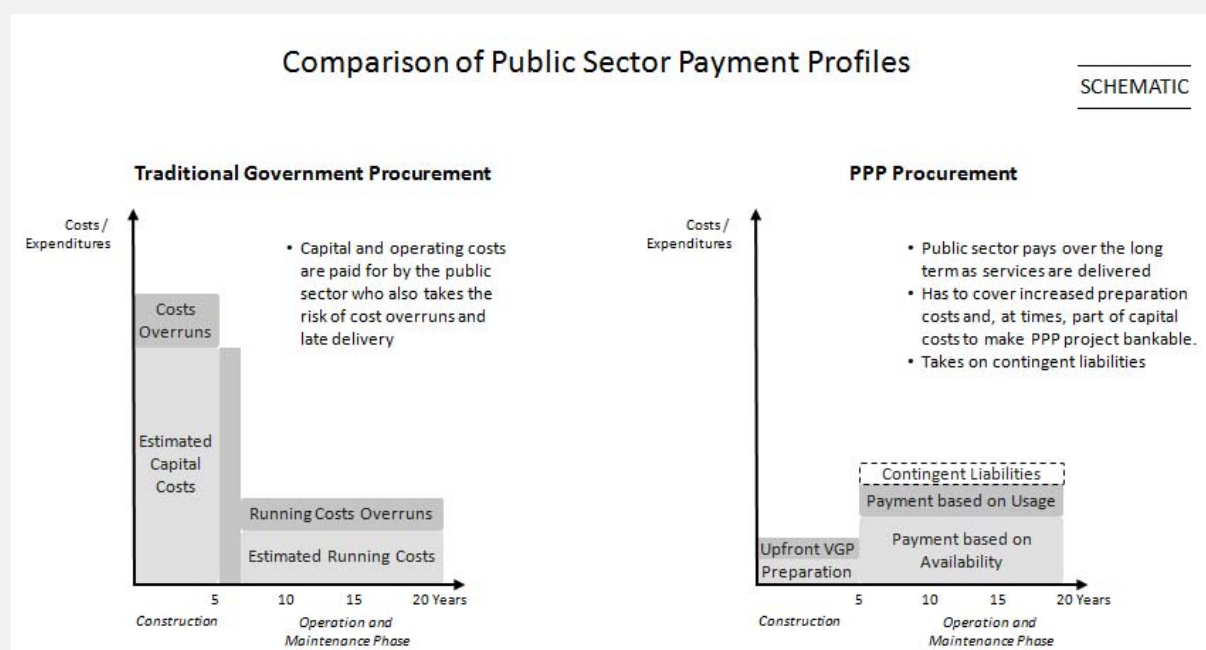 Comparison of Public Sector Payment Profiles
SCHEMATIC
Traditional Government Procurement
Costs /
Expenditures
• Capital and operating costs
are paid for by the public
sector who also takes the
risk of cost overruns and
late delivery
Costs
Overruns
Estimated
Capital
Costs
Running Costs Overruns
Estimated Running Costs
5 10 15 20 Years
Construction
Operation and
Maintenance Phase
PPP Procurement
Costs /
Expenditures
• Public sector pays over the long
term as services are delivered
• Has to cover increased preparation
costs and, at times, part of capital
costs to make PPP project bankable.
• Takes on contingent liabilities
Contingent Liabilities
Payment based on Usage
Payment based on
Availability
Upfront VGP
Preparation
5 10 15 20 Years
Construction
Operation and
Maintenance Phase